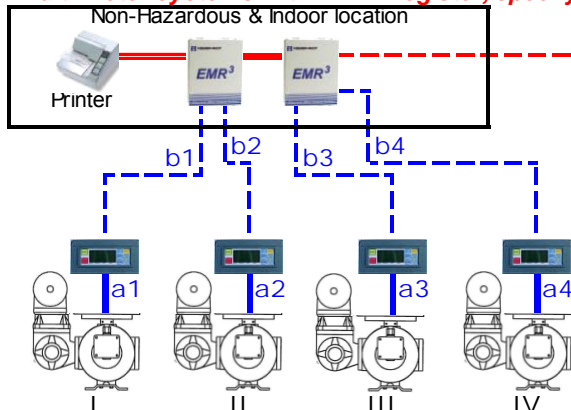 Non-Hazardous & Indoor location
EMR³
EMR³
Printer
b1
b2
b3
b4
a1
a2
a3
a4
I
II
III
IV